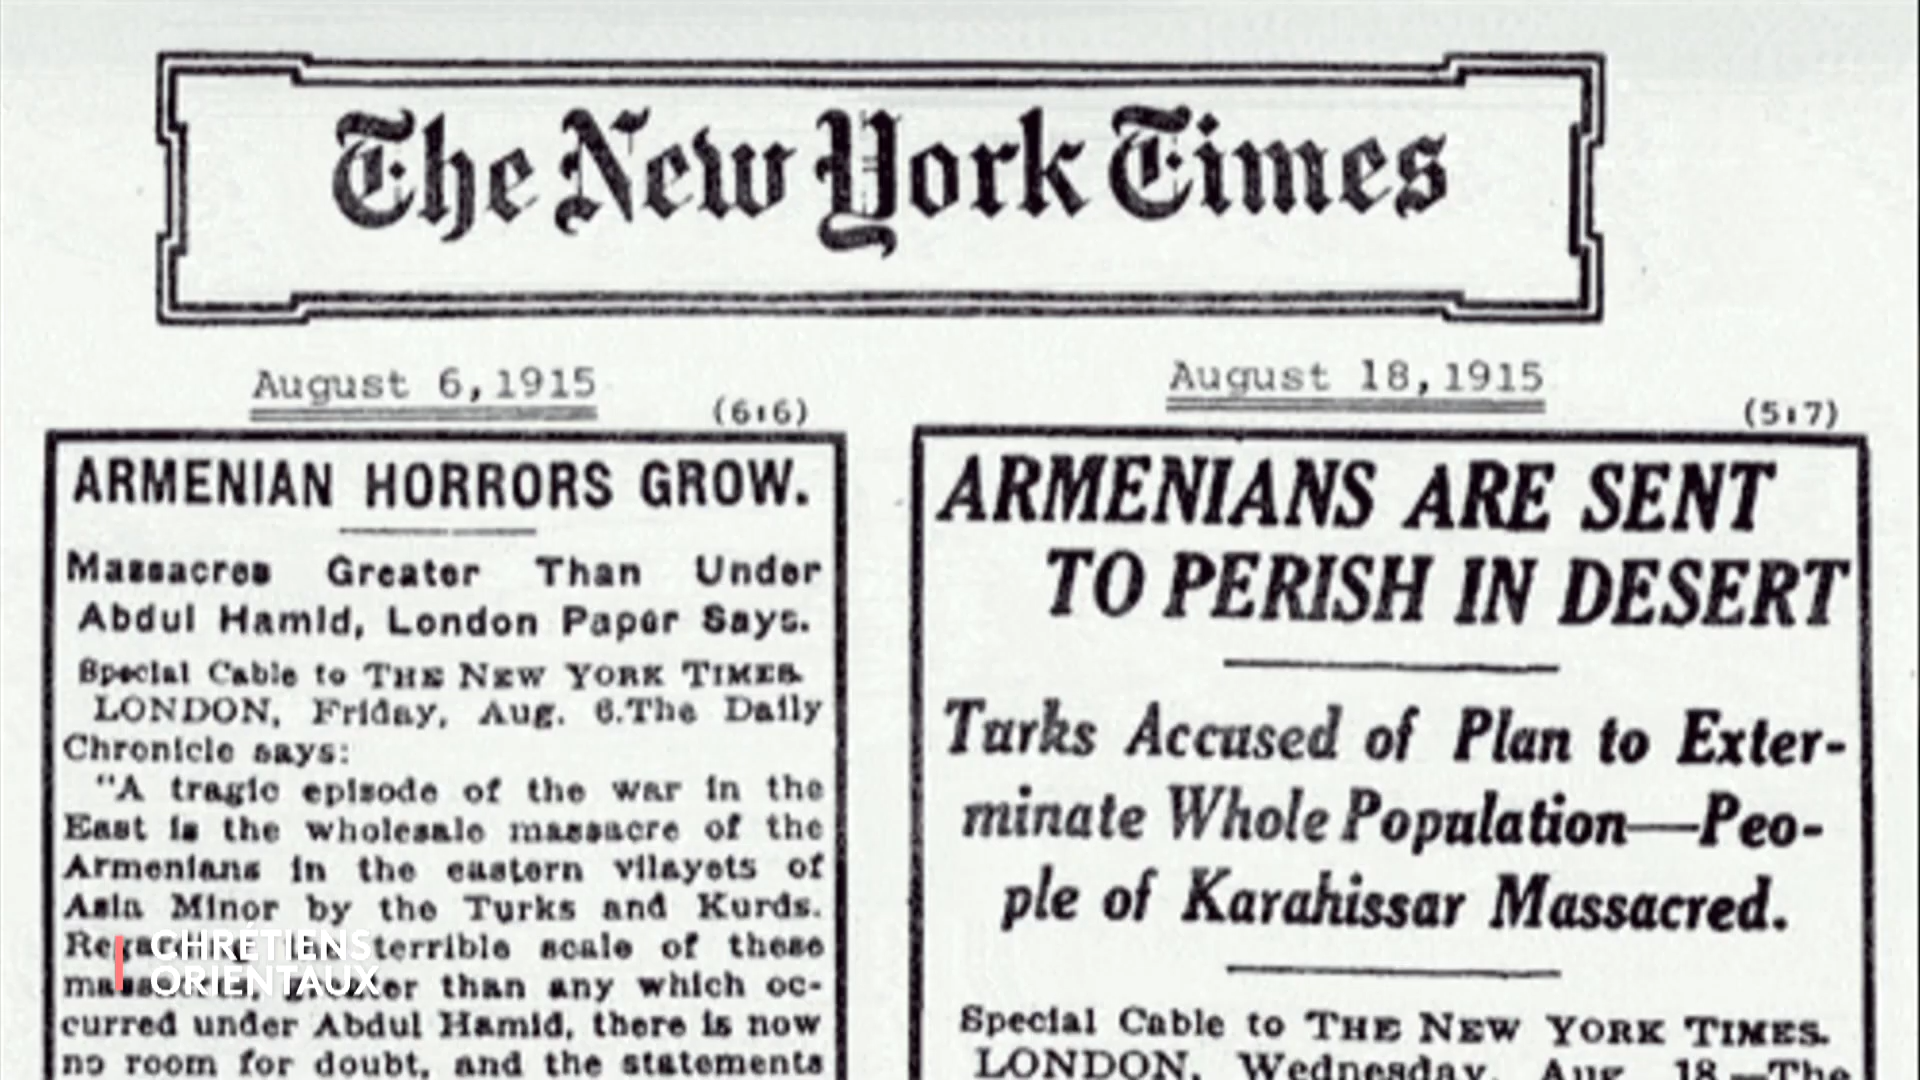 The New York Times
August 6,1915
(6:6)
ARMENIAN HORRORS GROW.
Massacres Greater Than Under
Abdul Hamid, London Paper Says.
Special Cable to THE NEW YORK TIMES.
LONDON, Friday, Aug. 6.The Daily
Chronicle says:
"A tragic episode of the war in the
East is the wholesale massacre of the
Armenians in the eastern vilayets of
Asia Minor by the Turks and Kurds.
terrible scale of these
than any which oc-
curred under Abdul Hamid, there is now
no room for doubt, and the statements
August 18,1915
(5:7)
ARMENIANS ARE SENT
TO PERISH IN DESERT
Turks Accused of Plan to Exter-
minate Whole Population—Peo-
ple of Karahissar Massacred.
Special Cable to THE NEW YORK TIMES.
LONDON, Wednesday, Aug. 18.—The
CHRÉTIENS
ORIENTAUX